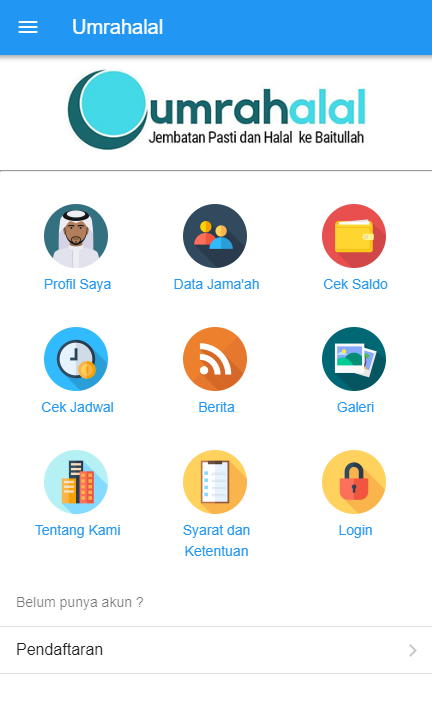 Umrahalal
umrahalal
Jembatan Pasti dan Halal ke Baitullah
Profil Saya
Data Jama'ah
Cek Saldo
Cek Jadwal
Berita
Galeri
Tentang Kami
Syarat dan
Ketentuan
Login
Belum punya akun ?
Pendaftaran